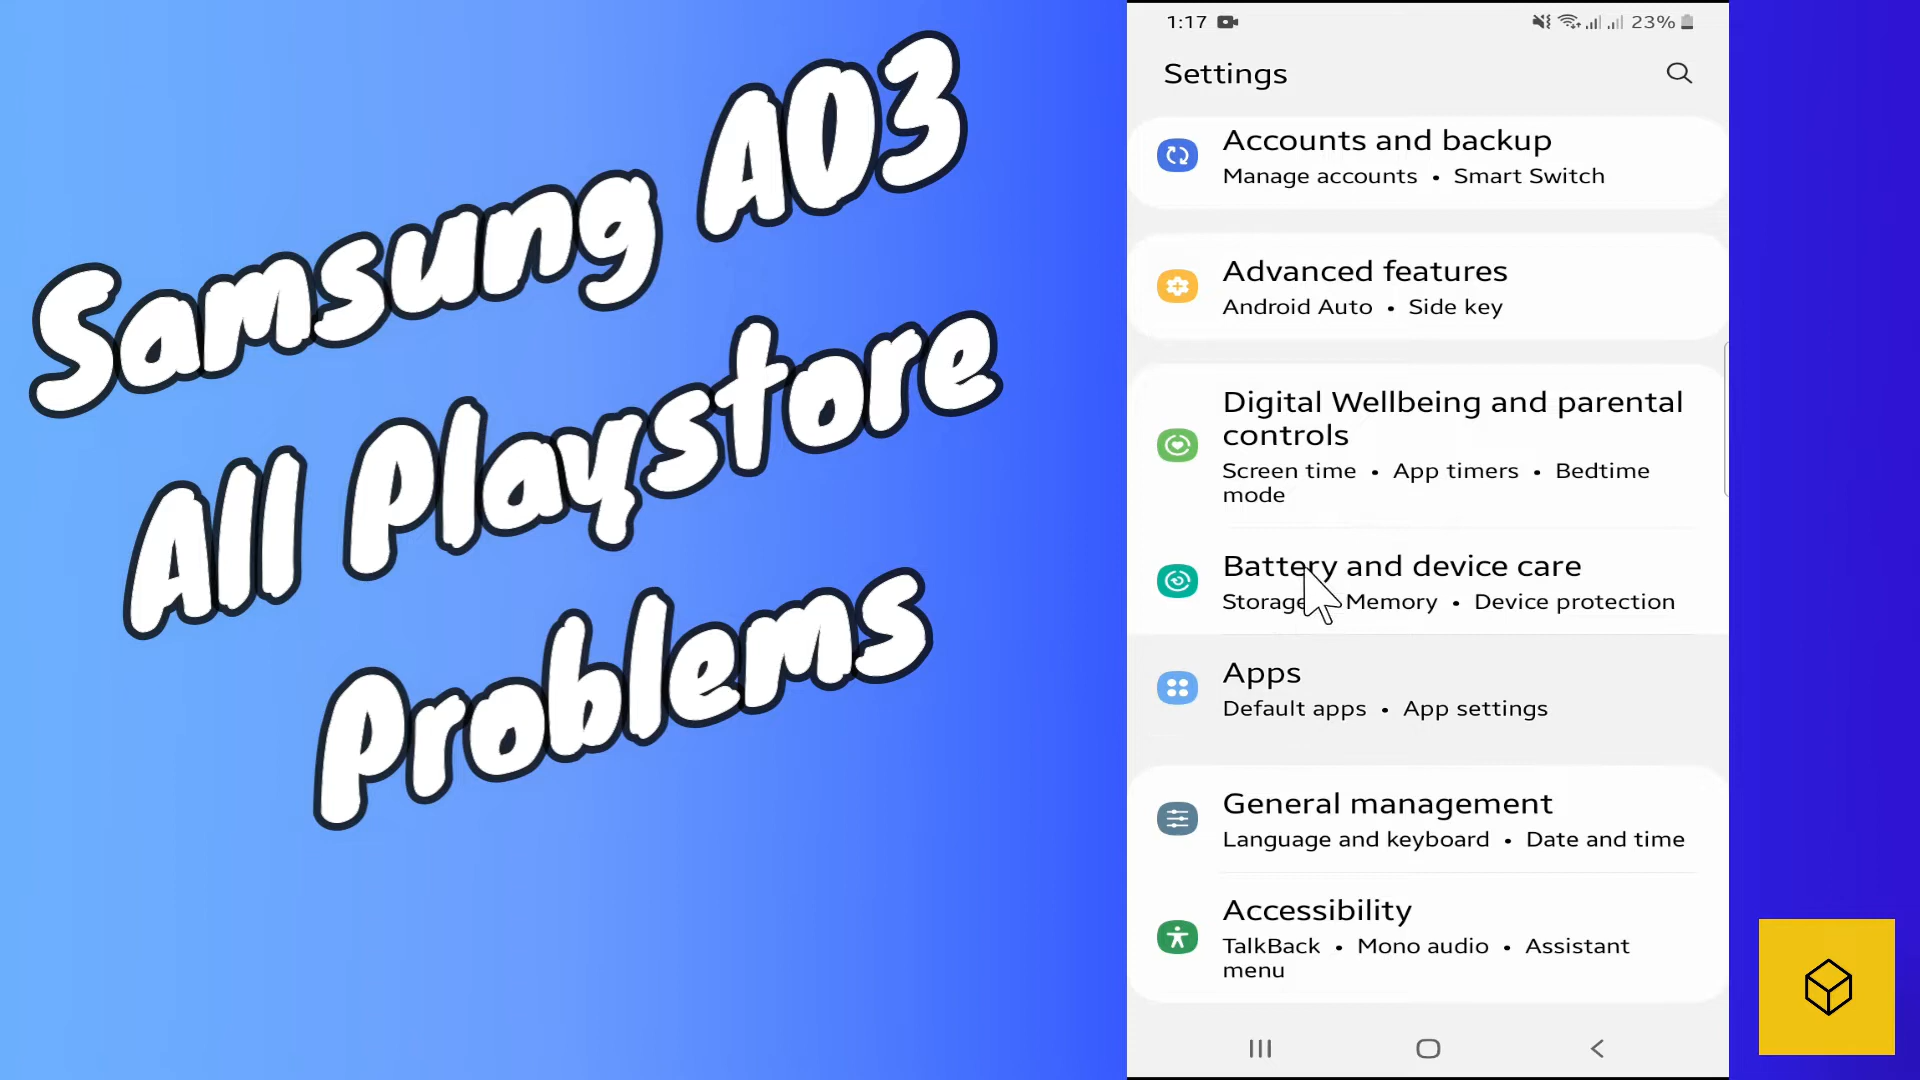 Samsung A03
All Playstore
Problems
1:17
23%
Settings
Accounts and backup
Manage accounts • Smart Switch
Advanced features
Android Auto • Side key
Digital Wellbeing and parental
controls
Screen time • App timers • Bedtime
mode
Battery and device care
Storage Memory • Device protection
Apps
Default apps • App settings
General management
Language and keyboard • Date and time
Accessibility
TalkBack • Mono audio • Assistant
menu